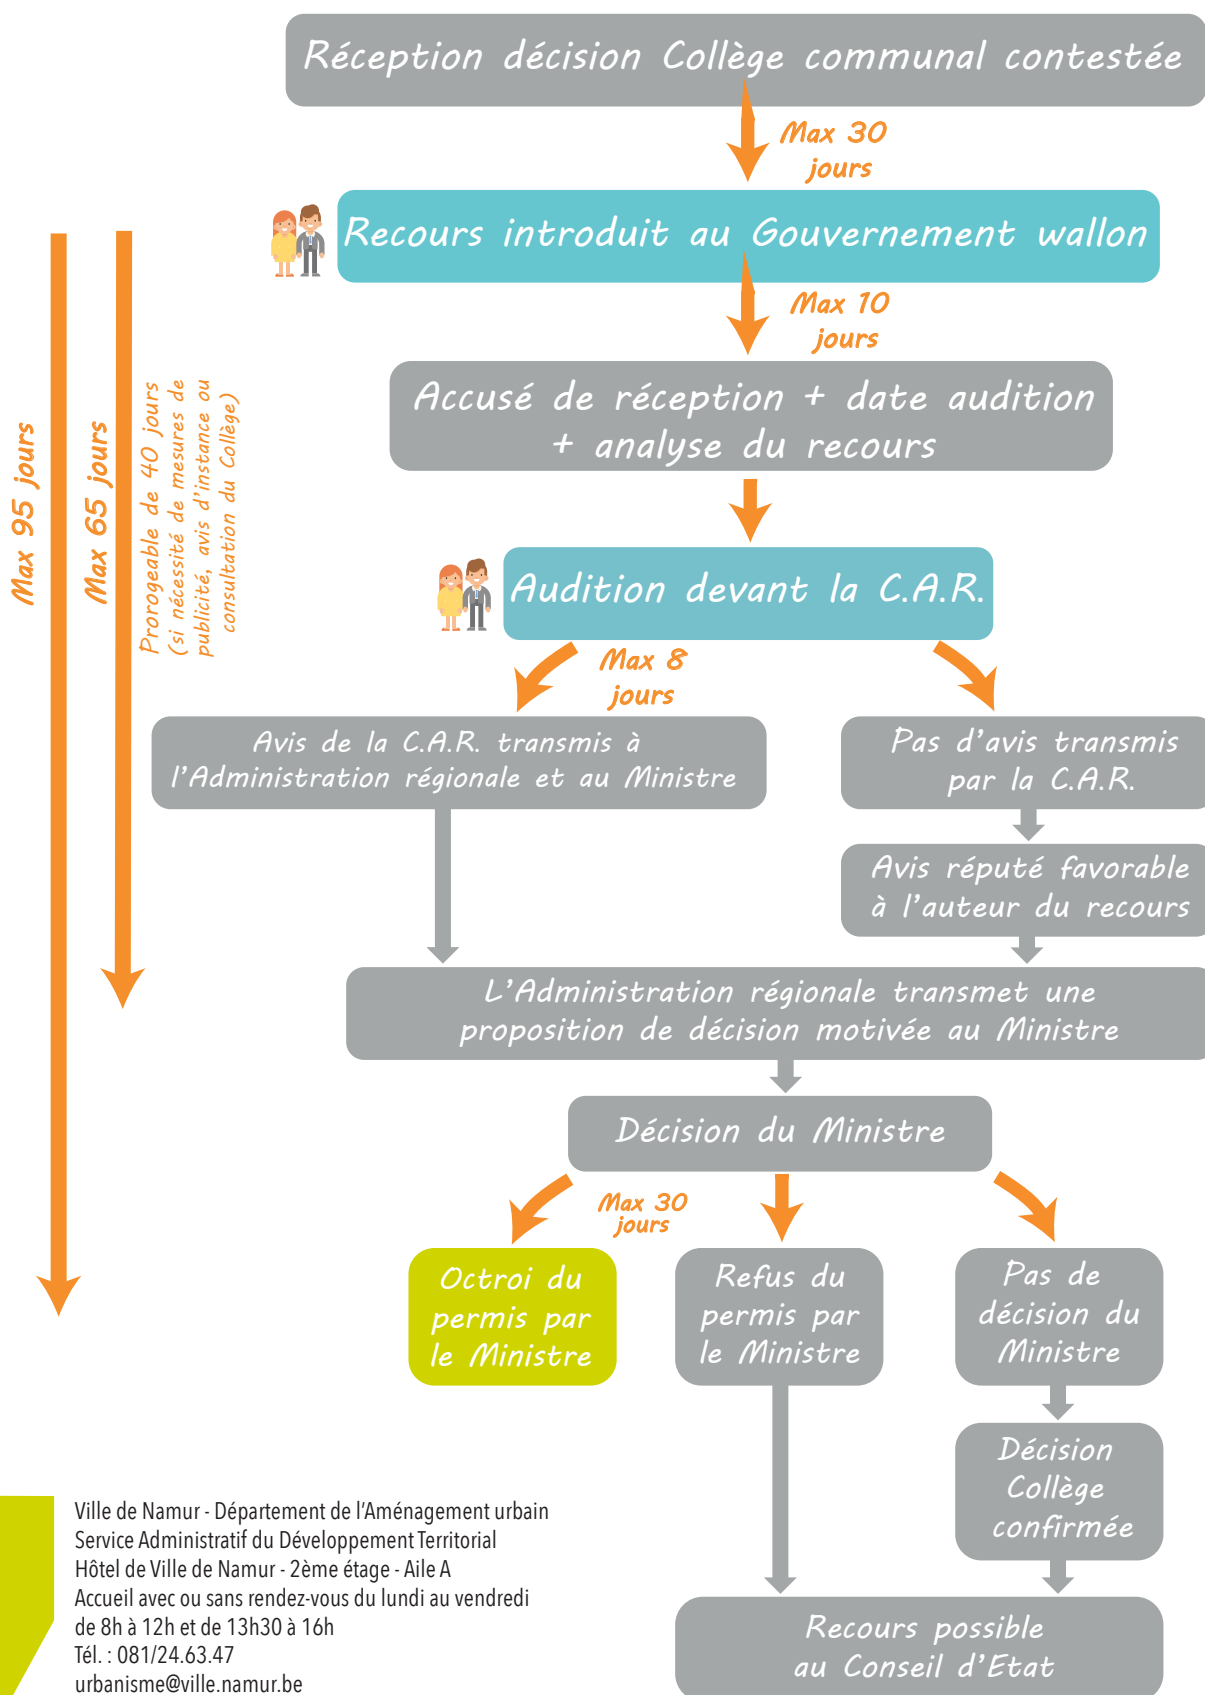 Réception décision Collège communal contestée
Max 30
jours
Recours introduit au Gouvernement wallon
Max 10
jours
Accusé de réception + date audition
+ analyse du recours
Max 95 jours
Max 65 jours
Prorogeable de 40 jours
(si nécessité de mesures de
publicité, avis d'instance ou
consultation du Collège)
Audition devant la C.A.R.
Max 8
jours
Avis de la C.A.R. transmis à
l'Administration régionale et au Ministre
Pas d'avis transmis
par la C.A.R.
Avis réputé favorable
à l'auteur du recours
L'Administration régionale transmet une
proposition de décision motivée au Ministre
Décision du Ministre
Max 30
jours
Octroi du
permis par
le Ministre
Refus du
permis par
le Ministre
Pas de
décision du
Ministre
Décision
Collège
confirmée
Recours possible
au Conseil d'Etat
Ville de Namur - Département de l'Aménagement urbain
Service Administratif du Développement Territorial
Hôtel de Ville de Namur - 2ème étage - Aile A
Accueil avec ou sans rendez-vous du lundi au vendredi
de 8h à 12h et de 13h30 à 16h
Tél. : 081/24.63.47
urbanisme@ville.namur.be